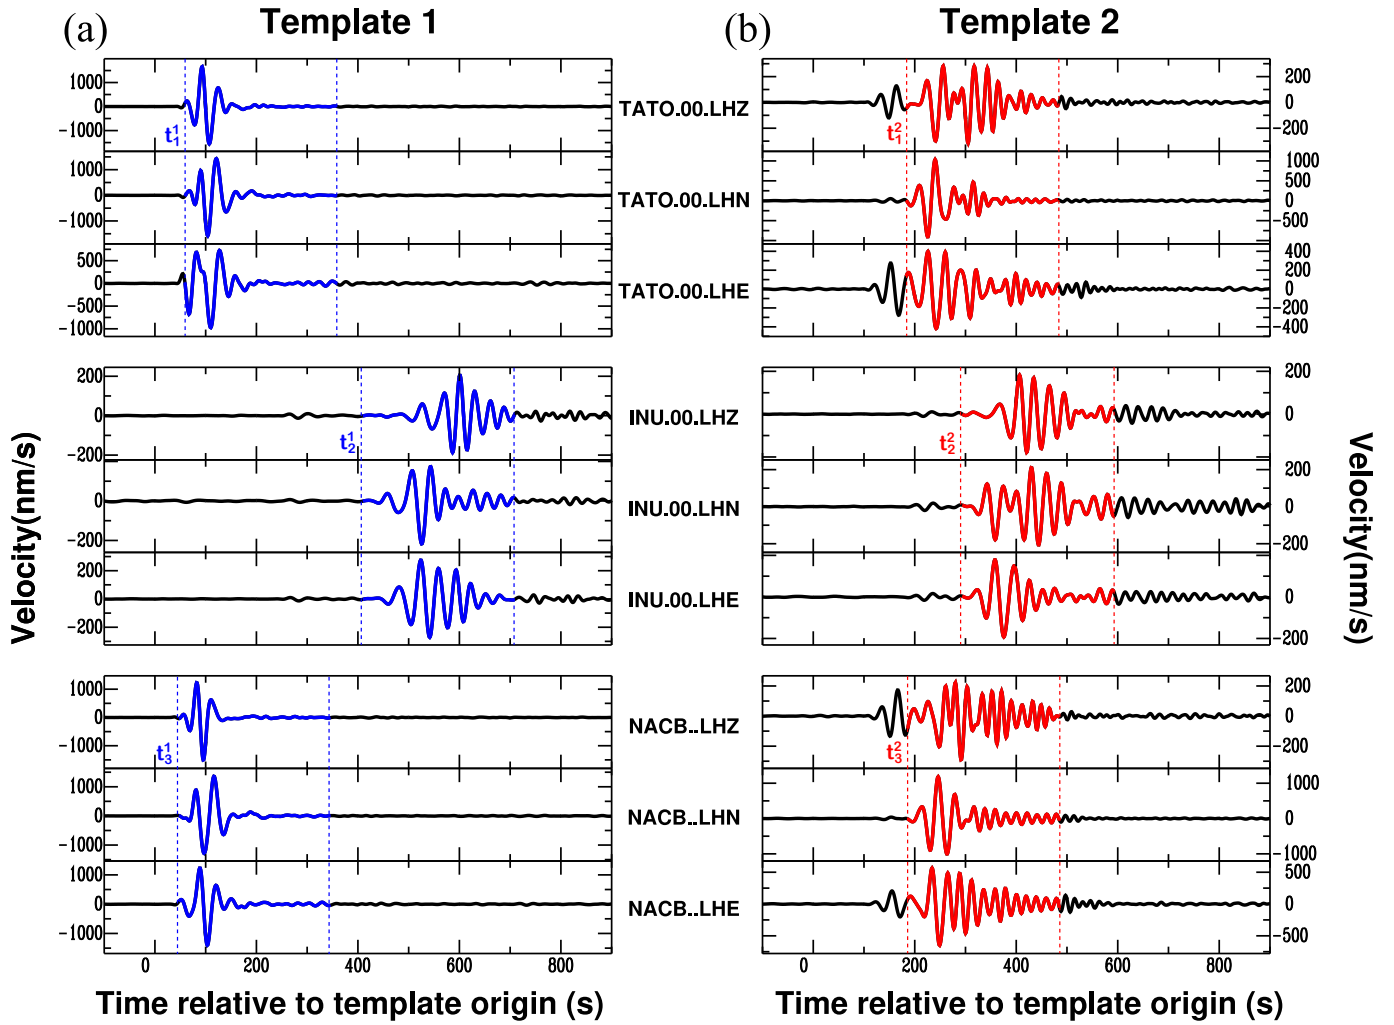 (a) Template 1 (b) Template 2
1000
0
-1000
t₁¹
TATO.00.LHZ
t₁²
200
0
-200
1000
0
-1000
TATO.00.LHN
1000
500
0
-500
500
0
-500
-1000
TATO.00.LHE
400
200
0
-200
-400
200
0
-200
t₂¹
INU.00.LHZ
t₂²
200
0
200
0
-200
INU.00.LHN
200
0
-200
200
0
-200
INU.00.LHE
0
-200
Velocity(nm/s)
Velocity(nm/s)
1000
0
-1000
t₃¹
NACB..LHZ
t₃²
200
0
-200
1000
0
-1000
NACB..LHN
1000
0
-1000
1000
0
-1000
NACB..LHE
500
0
-500
0 200 400 600 800
0 200 400 600 800
Time relative to template origin (s) Time relative to template origin (s)